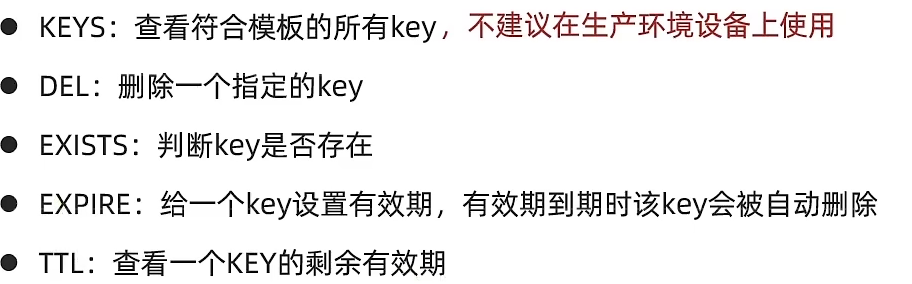 ● KEYS：查看符合模板的所有key，不建议在生产环境设备上使用
● DEL：删除一个指定的key
● EXISTS：判断key是否存在
● EXPIRE：给一个key设置有效期，有效期到期时该key会被自动删除
● TTL：查看一个KEY的剩余有效期